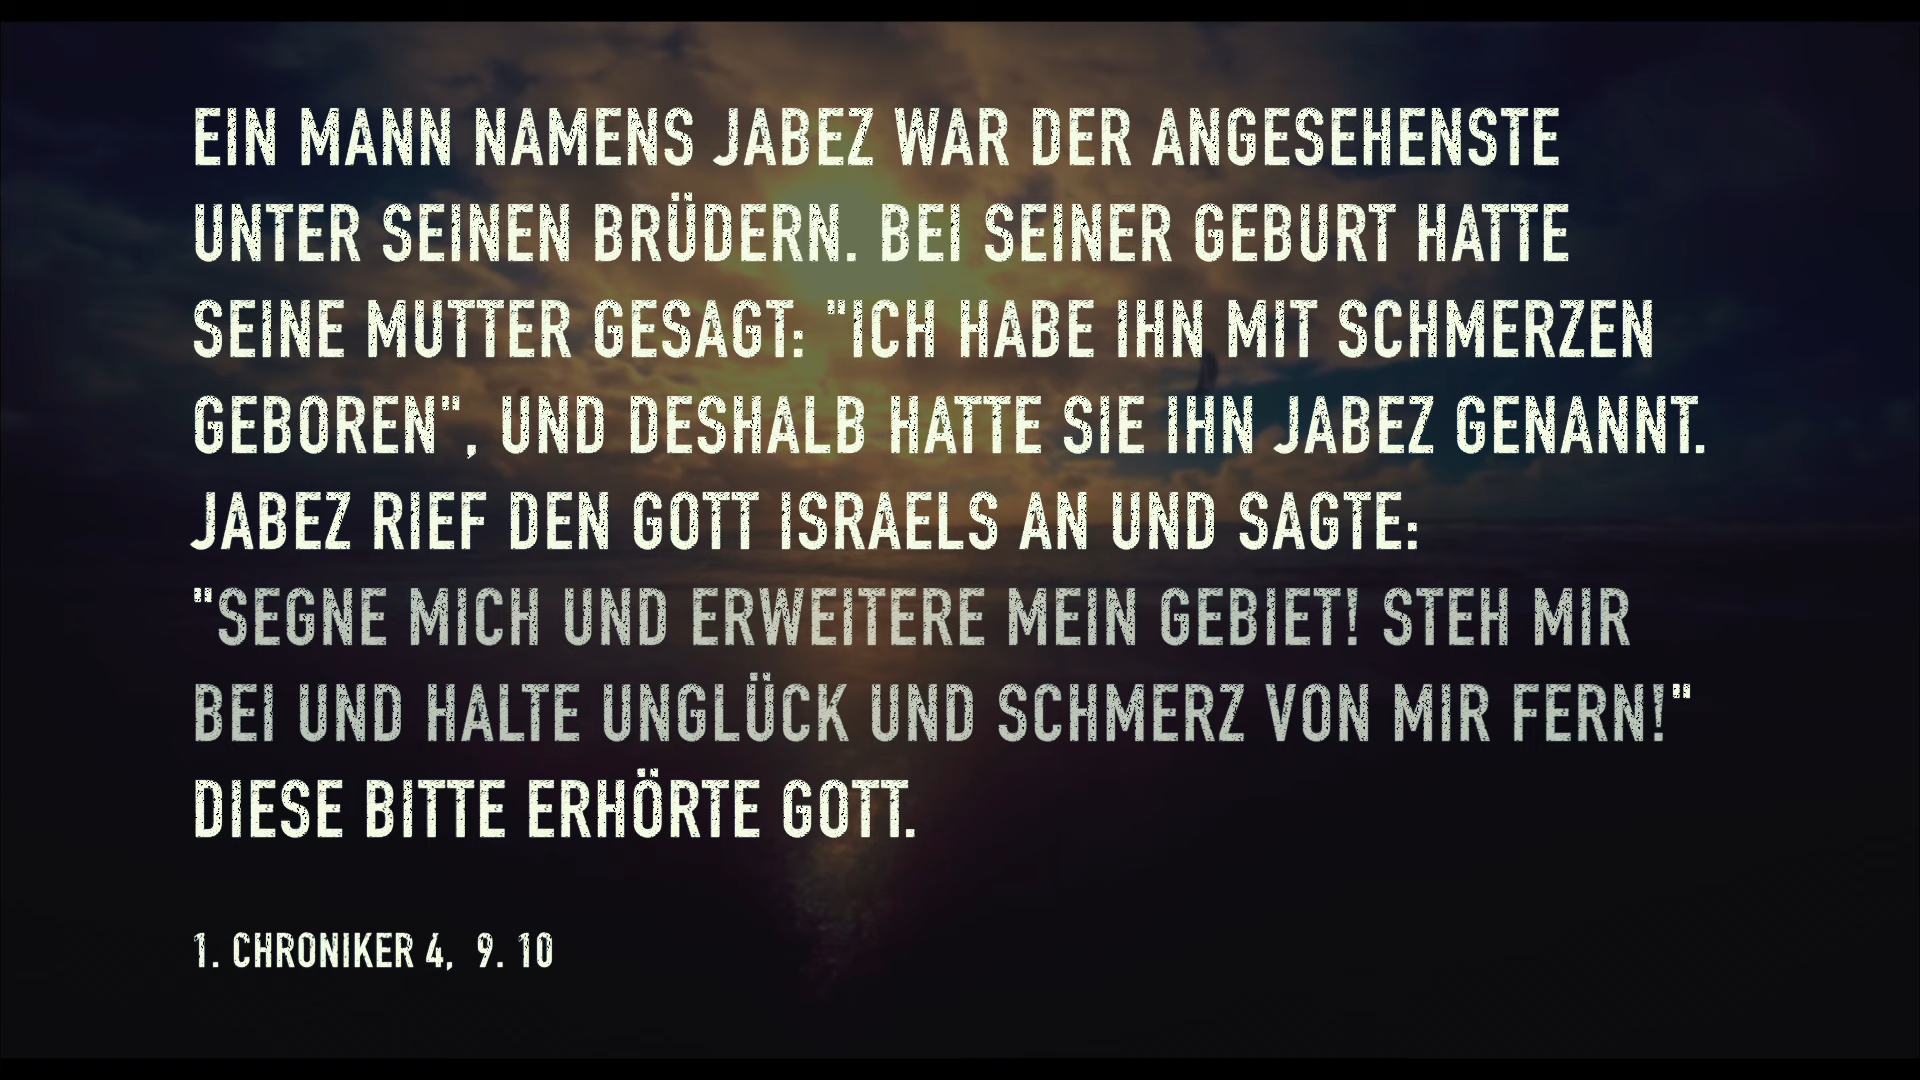 EIN MANN NAMENS JABEZ WAR DER ANGESEHENSTE
UNTER SEINEN BRÜDERN. BEI SEINER GEBURT HATTE
SEINE MUTTER GESAGT: "ICH HABE IHN MIT SCHMERZEN
GEBOREN", UND DESHALB HATTE SIE IHN JABEZ GENANNT.
JABEZ RIEF DEN GOTT ISRAELS AN UND SAGTE:
"SEGNE MICH UND ERWEITERE MEIN GEBIET! STEH MIR
BEI UND HALTE UNGLÜCK UND SCHMERZ VON MIR FERN!"
DIESE BITTE ERHÖRTE GOTT.
1. CHRONIKER 4, 9. 10